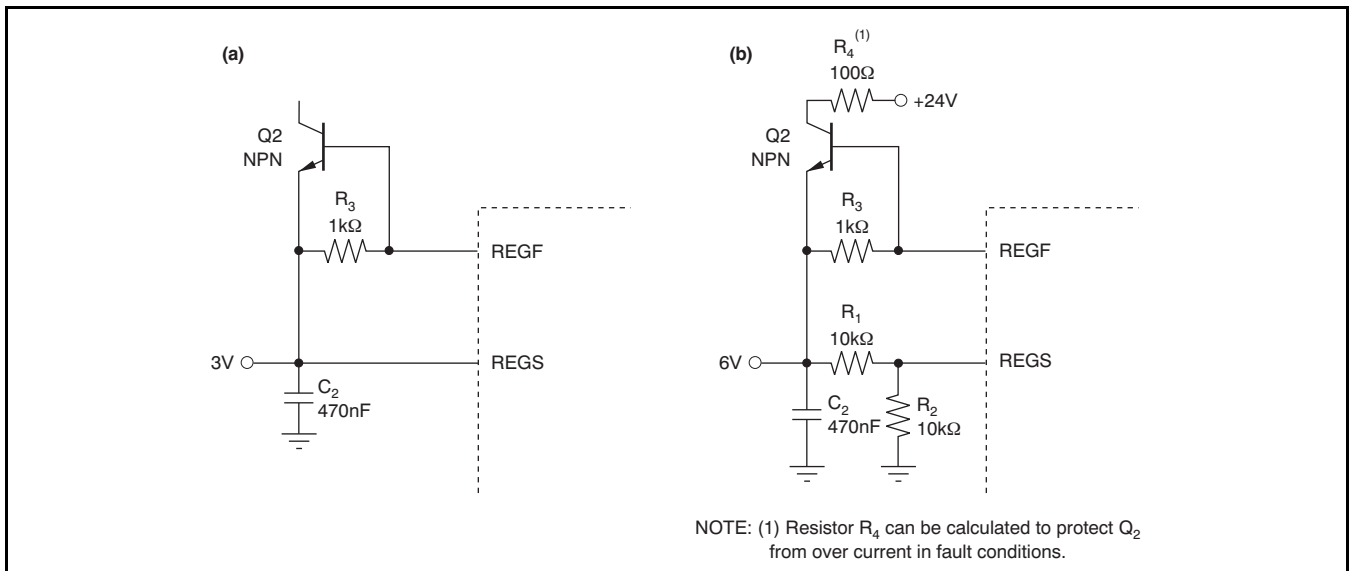 (a)
Q2
NPN
R3
1kΩ
REGF
3V
REGS
C2
470nF
(b)
R4(1)
100Ω
+24V
Q2
NPN
R3
1kΩ
REGF
R1
10kΩ
6V
REGS
C2
470nF
R2
10kΩ
NOTE: (1) Resistor R4 can be calculated to protect Q2
from over current in fault conditions.